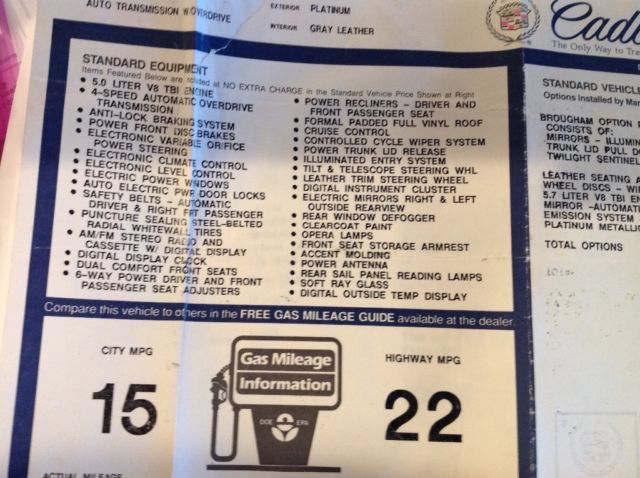 AUTO TRANSMISSION W/OVERDRIVE
EXTERIOR PLATINUM
INTERIOR GRAY LEATHER
The Only Way to Tra
STANDARD EQUIPMENT
Items Featured Below are included at NO EXTRA CHARGE in the Standard Vehicle Price Shown at Right
• 5.0 LITER V8 TBI ENGINE
• 4-SPEED AUTOMATIC OVERDRIVE
TRANSMISSION
• ANTI-LOCK BRAKING SYSTEM
• POWER FRONT DISC BRAKES
• ELECTRONIC VARIABLE ORIFICE
POWER STEERING
• ELECTRONIC CLIMATE CONTROL
• ELECTRONIC LEVEL CONTROL
• ELECTRIC POWER WINDOWS
• AUTO ELECTRIC PWR DOOR LOCKS
• SAFETY BELTS - AUTOMATIC
DRIVER & RIGHT FRT PASSENGER
• PUNCTURE SEALING STEEL-BELTED
RADIAL WHITEWALL TIRES
• AM/FM STEREO RADIO AND
CASSETTE W/ DIGITAL DISPLAY
• DIGITAL DISPLAY CLOCK
• DUAL COMFORT FRONT SEATS
• 6-WAY POWER DRIVER AND FRONT
PASSENGER SEAT ADJUSTERS
• POWER RECLINERS - DRIVER AND
FRONT PASSENGER SEAT
• FORMAL PADDED FULL VINYL ROOF
• CRUISE CONTROL
• CONTROLLED CYCLE WIPER SYSTEM
• POWER TRUNK LID RELEASE
• ILLUMINATED ENTRY SYSTEM
• TILT & TELESCOPE STEERING WHL
• LEATHER TRIM STEERING WHEEL
• DIGITAL INSTRUMENT CLUSTER
• ELECTRIC MIRRORS RIGHT & LEFT
OUTSIDE REARVIEW
• REAR WINDOW DEFOGGER
• CLEARCOAT PAINT
• OPERA LAMPS
• FRONT SEAT STORAGE ARMREST
• ACCENT MOLDING
• POWER ANTENNA
• REAR SAIL PANEL READING LAMPS
• SOFT RAY GLASS
• DIGITAL OUTSIDE TEMP DISPLAY
STANDARD VEHICLE
Options Installed by Man
BROUGHAM OPTION
CONSISTS OF:
MIRRORS - ILLUMIN
TRUNK LID PULL D
TWILIGHT SENTINEL
LEATHER SEATING A
WHEEL DISCS - WI
5.7 LITER V8 TBI EN
MIRROR -AUTOMATI
EMISSION SYSTEM
PLATINUM METALLIC
TOTAL OPTIONS
Compare this vehicle to others in the FREE GAS MILEAGE GUIDE available at the dealer.
CITY MPG
15
Gas Mileage
Information
DOE EPA
HIGHWAY MPG
22
ACTUAL MILEAGE